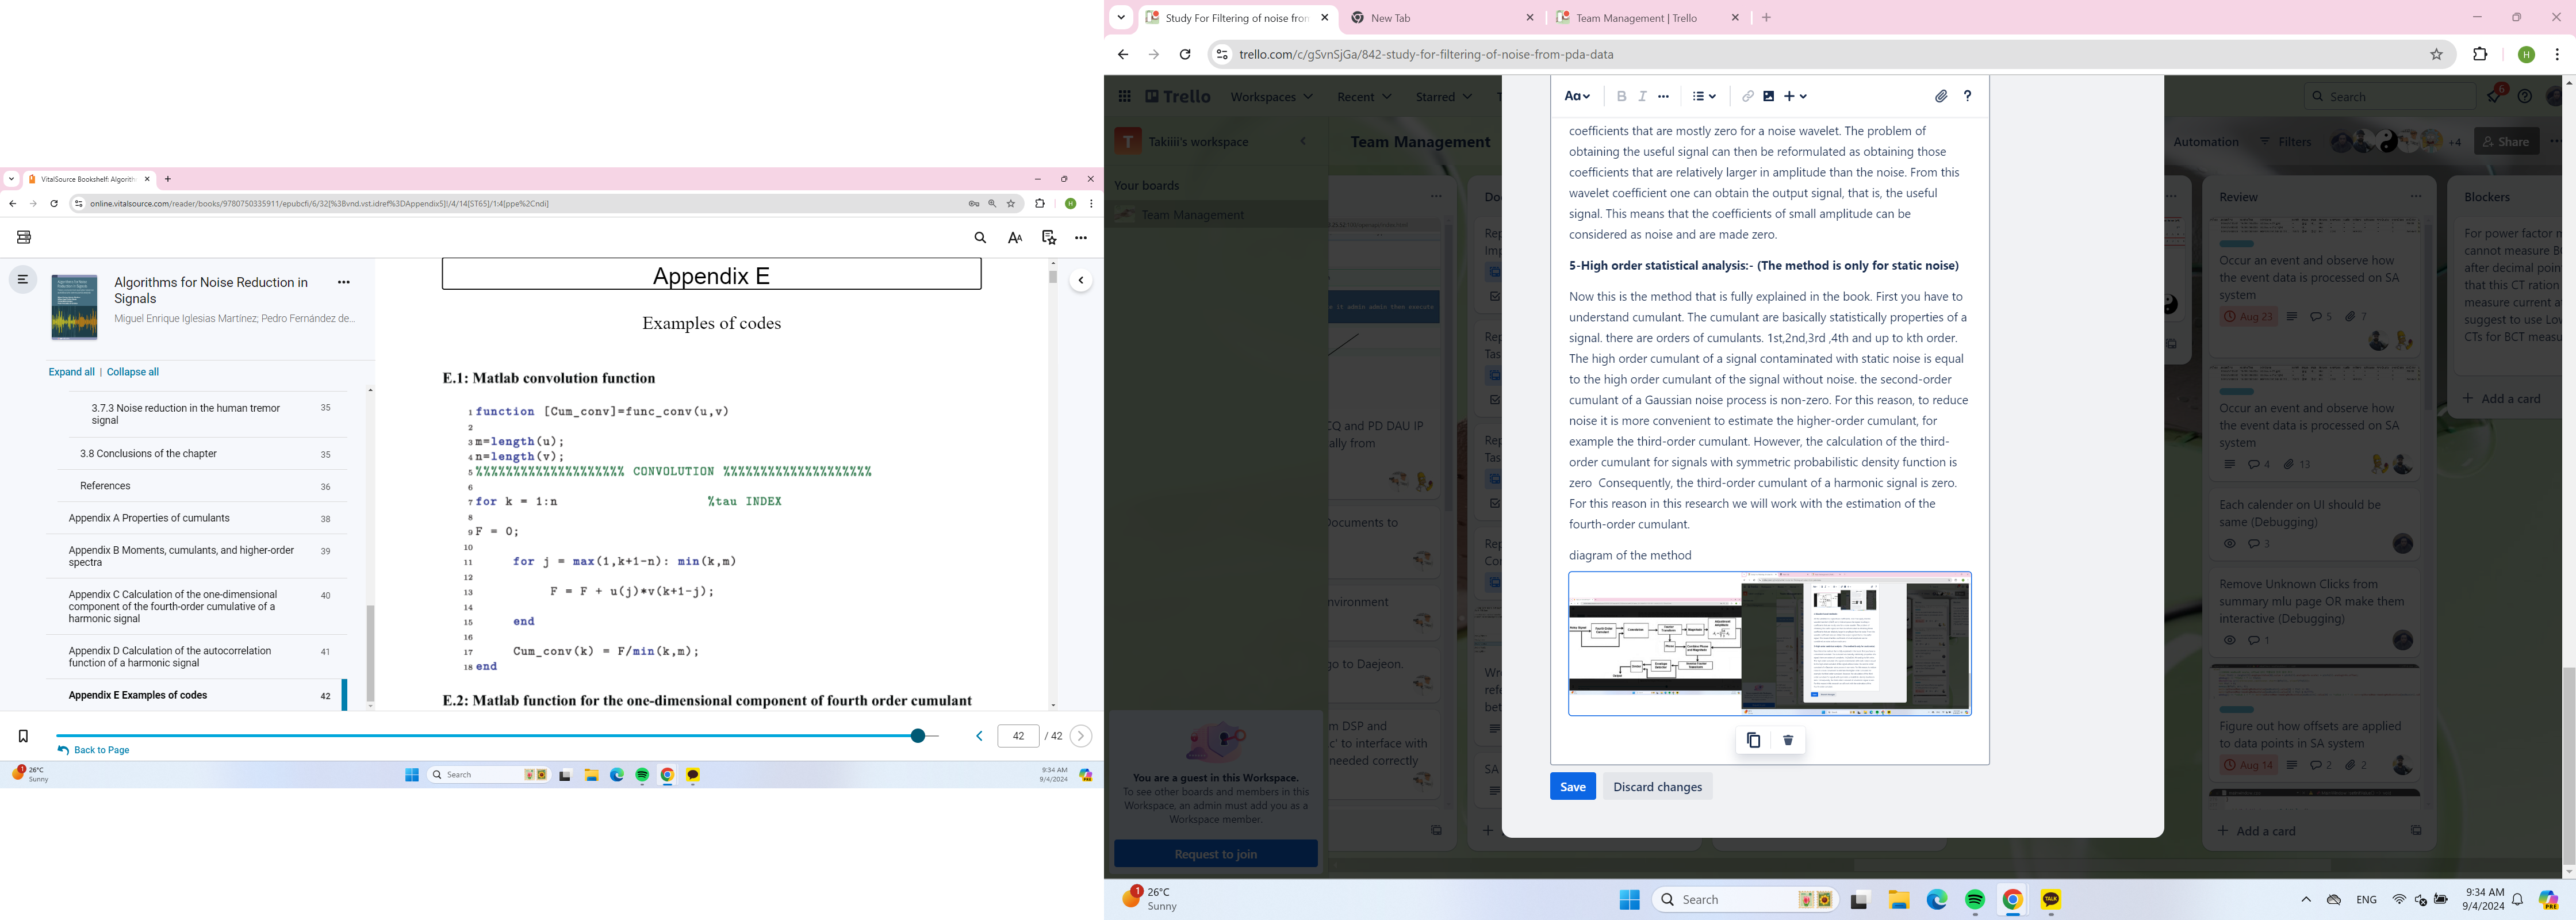 VitalSource Bookshelf: Algorith
online.vitalsource.com/reader/books/9780750335911/epubcfi/6/32[%3Bvnd.vst.idref%3DAppendix5]!/4/14[ST65]/1:4[ppe%2Cndi]
Algorithms for Noise Reduction in
Signals
Miguel Enrique Iglesias Martínez; Pedro Fernández de...
Expand all | Collapse all
3.7.3 Noise reduction in the human tremor
signal
35
3.8 Conclusions of the chapter 35
References 36
Appendix A Properties of cumulants 38
Appendix B Moments, cumulants, and higher-order
spectra
39
Appendix C Calculation of the one-dimensional
component of the fourth-order cumulative of a
harmonic signal
40
Appendix D Calculation of the autocorrelation
function of a harmonic signal
41
Appendix E Examples of codes 42
Back to Page
42 / 42
Appendix E
Examples of codes
E.1: Matlab convolution function
1 function [Cum_conv]=func_conv(u,v)
2
3 m=length(u);
4 n=length(v);
5 %%%%%%%%%%%%%%%%%%%% CONVOLUTION %%%%%%%%%%%%%%%%%%%%
6
7 for k = 1:n %tau INDEX
8
9 F = 0;
10
11 for j = max(1,k+1-n): min(k,m)
12
13 F = F + u(j)*v(k+1-j);
14
15 end
16
17 Cum_conv(k) = F/min(k,m);
18 end
E.2: Matlab function for the one-dimensional component of fourth order cumulant
1
26°C
Sunny
Search
9:34 AM
9/4/2024
Study For Filtering of noise from
New Tab
Team Management | Trello
trello.com/c/gSvnSjGa/842-study-for-filtering-of-noise-from-pda-data
H
Trello
Workspaces
Recent
Starred
Search
6
T
Takiiii's workspace
Your boards
Team Management
Team Management
Automation
Filters
+4
Share
Aa
B I
coefficients that are mostly zero for a noise wavelet. The problem of
obtaining the useful signal can then be reformulated as obtaining those
coefficients that are relatively larger in amplitude than the noise. From this
wavelet coefficient one can obtain the output signal, that is, the useful
signal. This means that the coefficients of small amplitude can be
considered as noise and are made zero.
5-High order statistical analysis:- (The method is only for static noise)
Now this is the method that is fully explained in the book. First you have to
understand cumulant. The cumulant are basically statistically properties of a
signal. there are orders of cumulants. 1st,2nd,3rd ,4th and up to kth order.
The high order cumulant of a signal contaminated with static noise is equal
to the high order cumulant of the signal without noise. the second-order
cumulant of a Gaussian noise process is non-zero. For this reason, to reduce
noise it is more convenient to estimate the higher-order cumulant, for
example the third-order cumulant. However, the calculation of the third-
order cumulant for signals with symmetric probabilistic density function is
zero Consequently, the third-order cumulant of a harmonic signal is zero.
For this reason in this research we will work with the estimation of the
fourth-order cumulant.
diagram of the method
Save
Discard changes
You are a guest in this Workspace.
To see other boards and members in this
Workspace, an admin must add you as a
Workspace member.
Request to join
CQ and PD DAU IP
ally from
Documents to
nvironment
go to Daejeon.
m DSP and
c' to interface with
needed correctly
Review
Occur an event and observe how
the event data is processed on SA
system
Aug 23
5
7
Occur an event and observe how
the event data is processed on SA
system
4
13
Each calender on UI should be
same (Debugging)
3
Remove Unknown Clicks from
summary mlu page OR make them
interactive (Debugging)
1
Figure out how offsets are applied
to data points in SA system
Aug 14
2
2
Add a card
Blockers
For power factor m
cannot measure B
after decimal poin
that this CT ration
measure current a
suggest to use Lo
CTs for BCT measu
Add a card
1
26°C
Sunny
Search
TALK
ENG
9:34 AM
9/4/2024